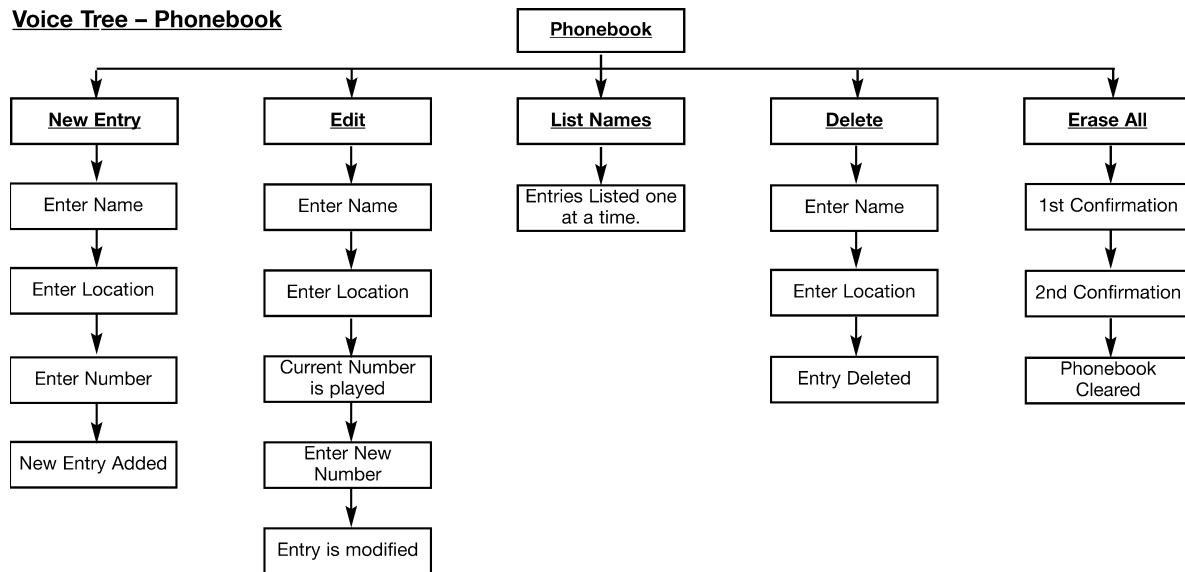 Voice Tree – Phonebook
Phonebook
New Entry
Edit
List Names
Delete
Erase All
Enter Name
Enter Name
Entries Listed one
at a time.
Enter Name
1st Confirmation
Enter Location
Enter Location
Enter Location
2nd Confirmation
Enter Number
Current Number
is played
Entry Deleted
Phonebook
Cleared
New Entry Added
Enter New
Number
Entry is modified